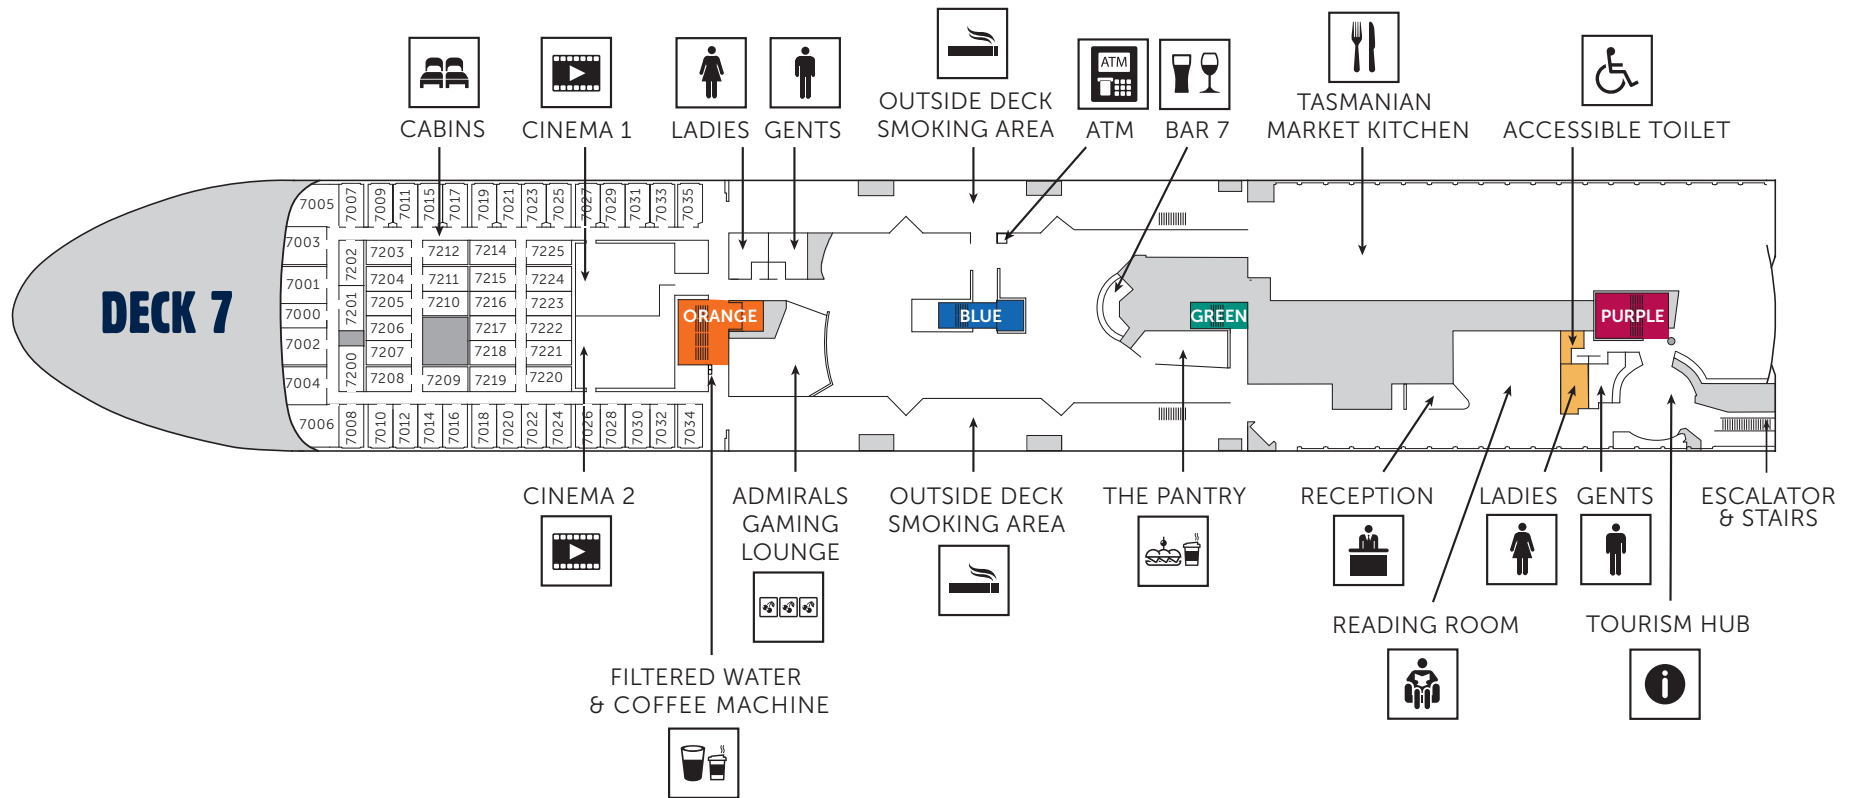 OUTSIDE DECK
SMOKING AREA
ATM
ATM
BAR 7
TASMANIAN
MARKET KITCHEN
ACCESSIBLE TOILET
CABINS
CINEMA 1
LADIES
GENTS
DECK 7
7005
7007
7009
7011
7015
7017
7019
7021
7023
7025
7027
7029
7031
7033
7035
7003
7001
7000
7002
7004
7006
7202
7201
7200
7203
7204
7205
7206
7207
7208
7212
7211
7210
7209
7214
7215
7216
7217
7218
7219
7225
7224
7223
7222
7221
7220
7008
7010
7012
7014
7016
7018
7020
7022
7024
7026
7028
7030
7032
7034
ORANGE
BLUE
GREEN
PURPLE
CINEMA 2
ADMIRALS
GAMING
LOUNGE
OUTSIDE DECK
SMOKING AREA
THE PANTRY
RECEPTION
LADIES
GENTS
ESCALATOR
& STAIRS
READING ROOM
TOURISM HUB
FILTERED WATER
& COFFEE MACHINE